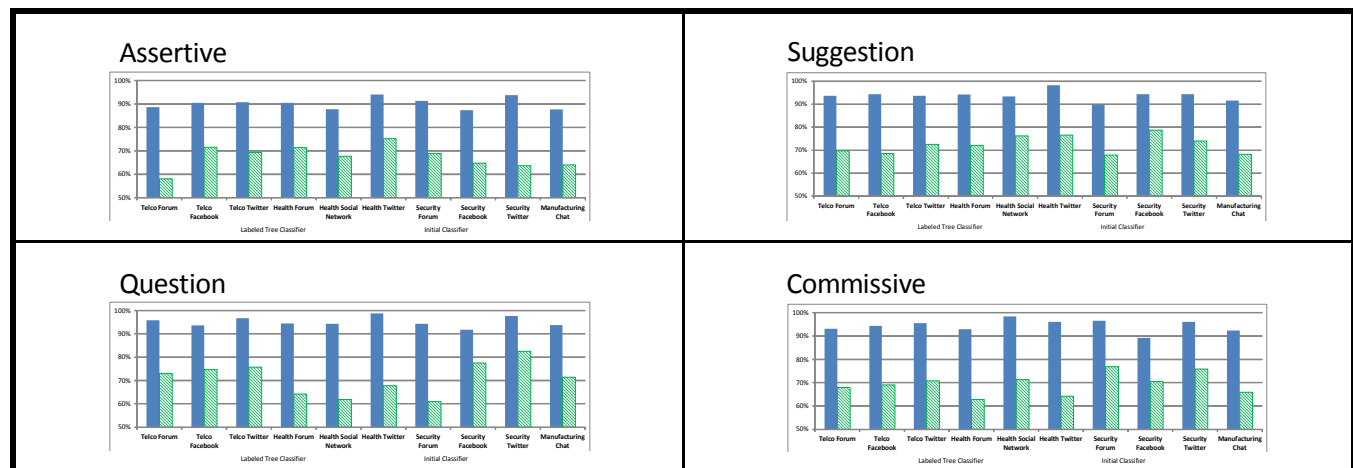 Assertive
100%
90%
80%
70%
60%
50%
Telco Forum Telco Facebook Telco Twitter Health Forum Health Social Network Health Twitter Security Forum Security Facebook Security Twitter Manufacturing Chat
Labeled Tree Classifier Initial Classifier
Suggestion
100%
90%
80%
70%
60%
50%
Telco Forum Telco Facebook Telco Twitter Health Forum Health Social Network Health Twitter Security Forum Security Facebook Security Twitter Manufacturing Chat
Labeled Tree Classifier Initial Classifier
Question
100%
90%
80%
70%
60%
50%
Telco Forum Telco Facebook Telco Twitter Health Forum Health Social Network Health Twitter Security Forum Security Facebook Security Twitter Manufacturing Chat
Labeled Tree Classifier Initial Classifier
Commissive
100%
90%
80%
70%
60%
50%
Telco Forum Telco Facebook Telco Twitter Health Forum Health Social Network Health Twitter Security Forum Security Facebook Security Twitter Manufacturing Chat
Labeled Tree Classifier Initial Classifier